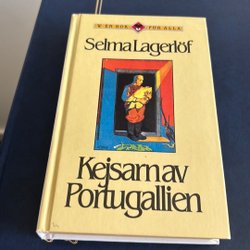 EN BOK FÖR ALLA
Selma Lagerlöf
Kejsarn av
Portugallien